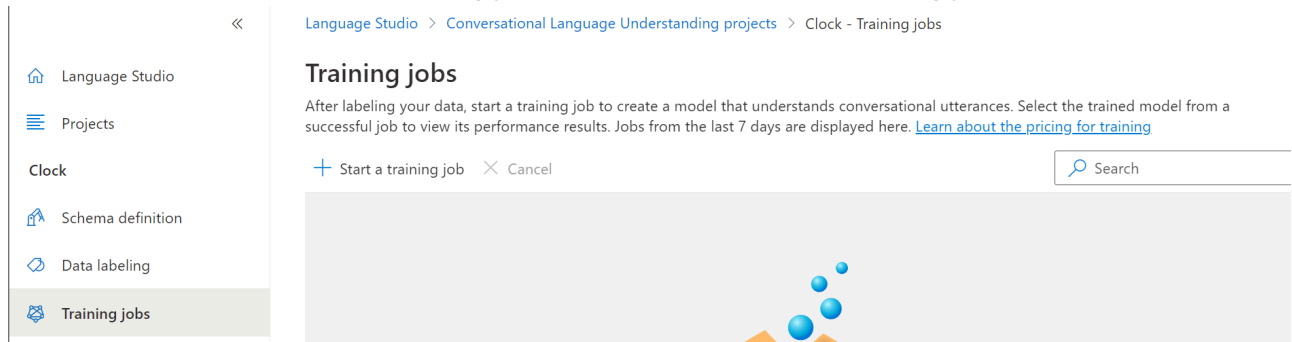 «
Language Studio > Conversational Language Understanding projects > Clock - Training jobs
Language Studio
Projects
Clock
Schema definition
Data labeling
Training jobs
Training jobs
After labeling your data, start a training job to create a model that understands conversational utterances. Select the trained model from a
successful job to view its performance results. Jobs from the last 7 days are displayed here. Learn about the pricing for training
+ Start a training job × Cancel
Search